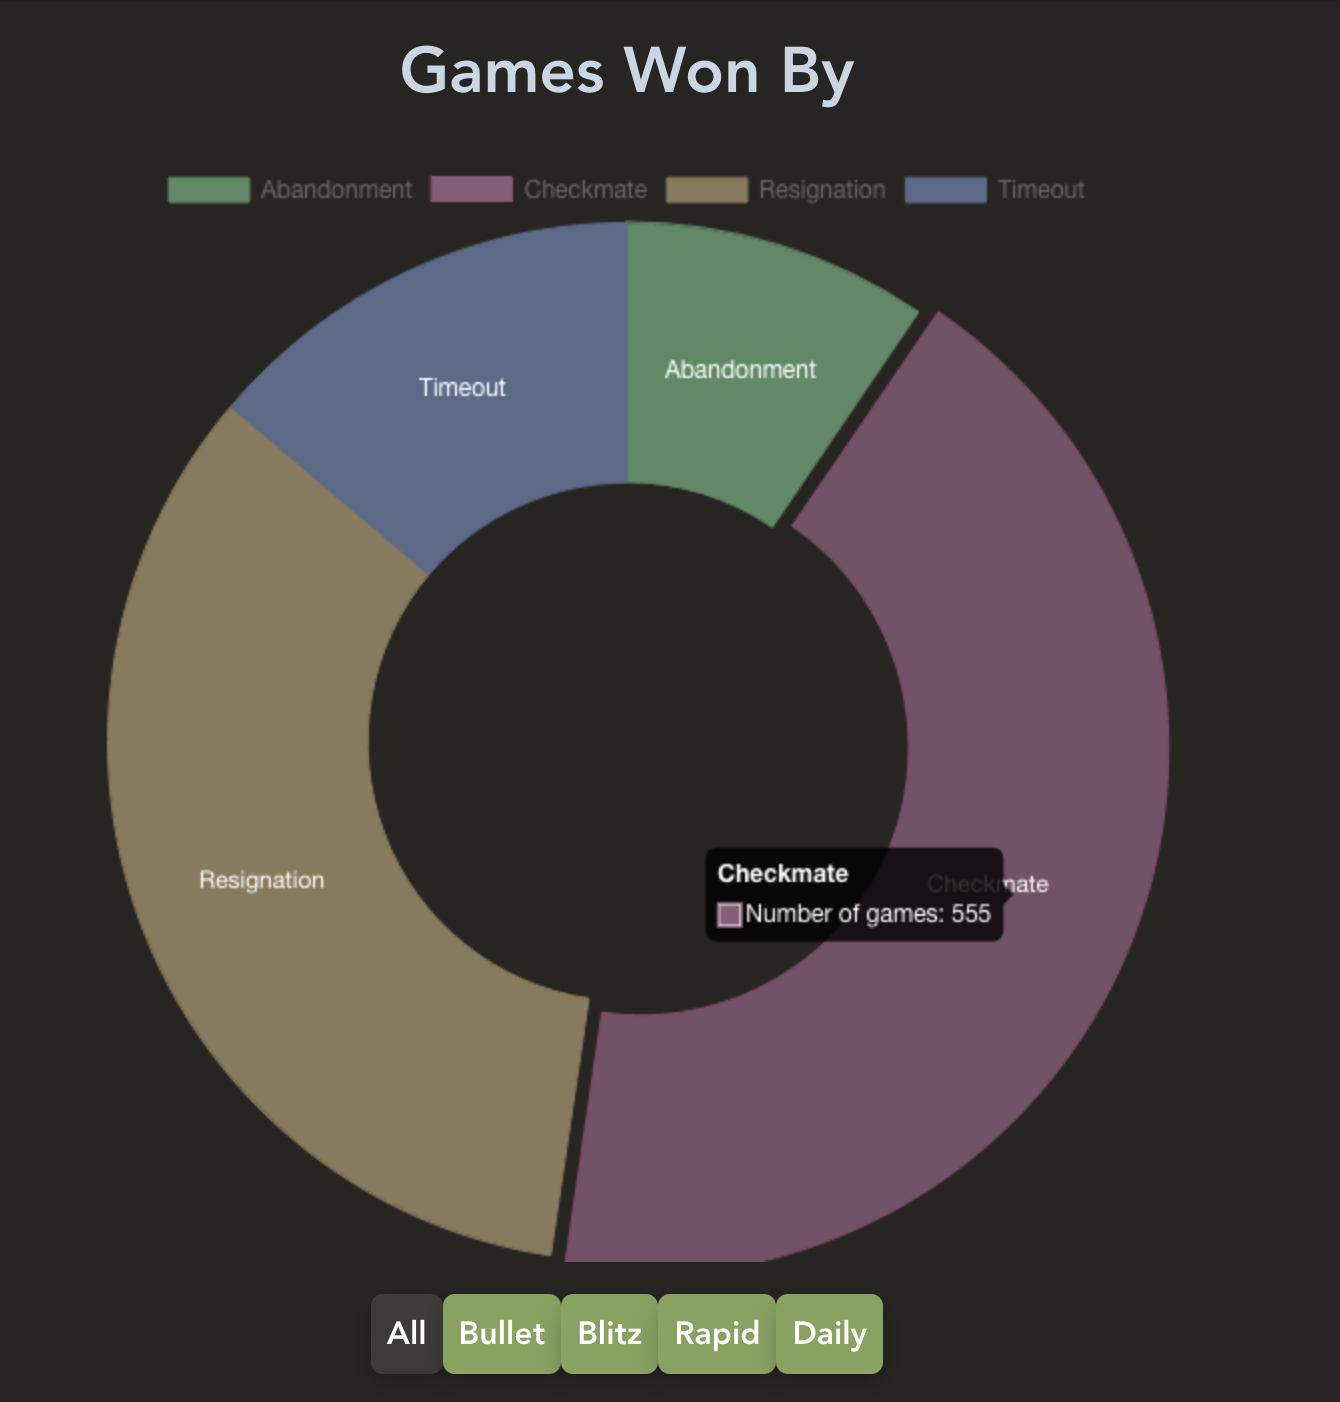 Games Won By
Abandonment Checkmate Resignation Timeout
Abandonment
Timeout
Resignation
Checkmate
Checkmate
Number of games: 555
All Bullet Blitz Rapid Daily